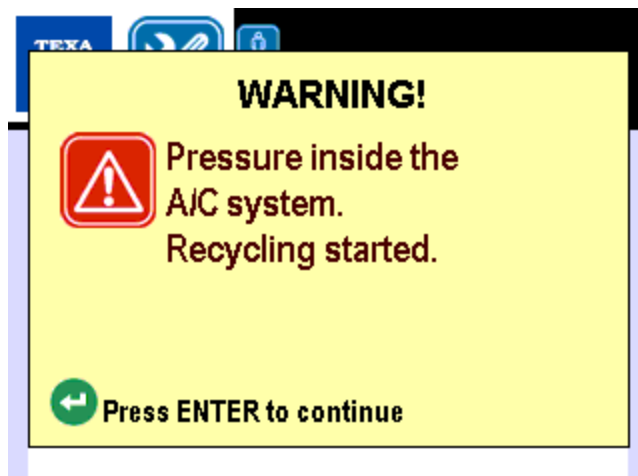 TEXA
WARNING!
Pressure inside the
A/C system.
Recycling started.
Press ENTER to continue